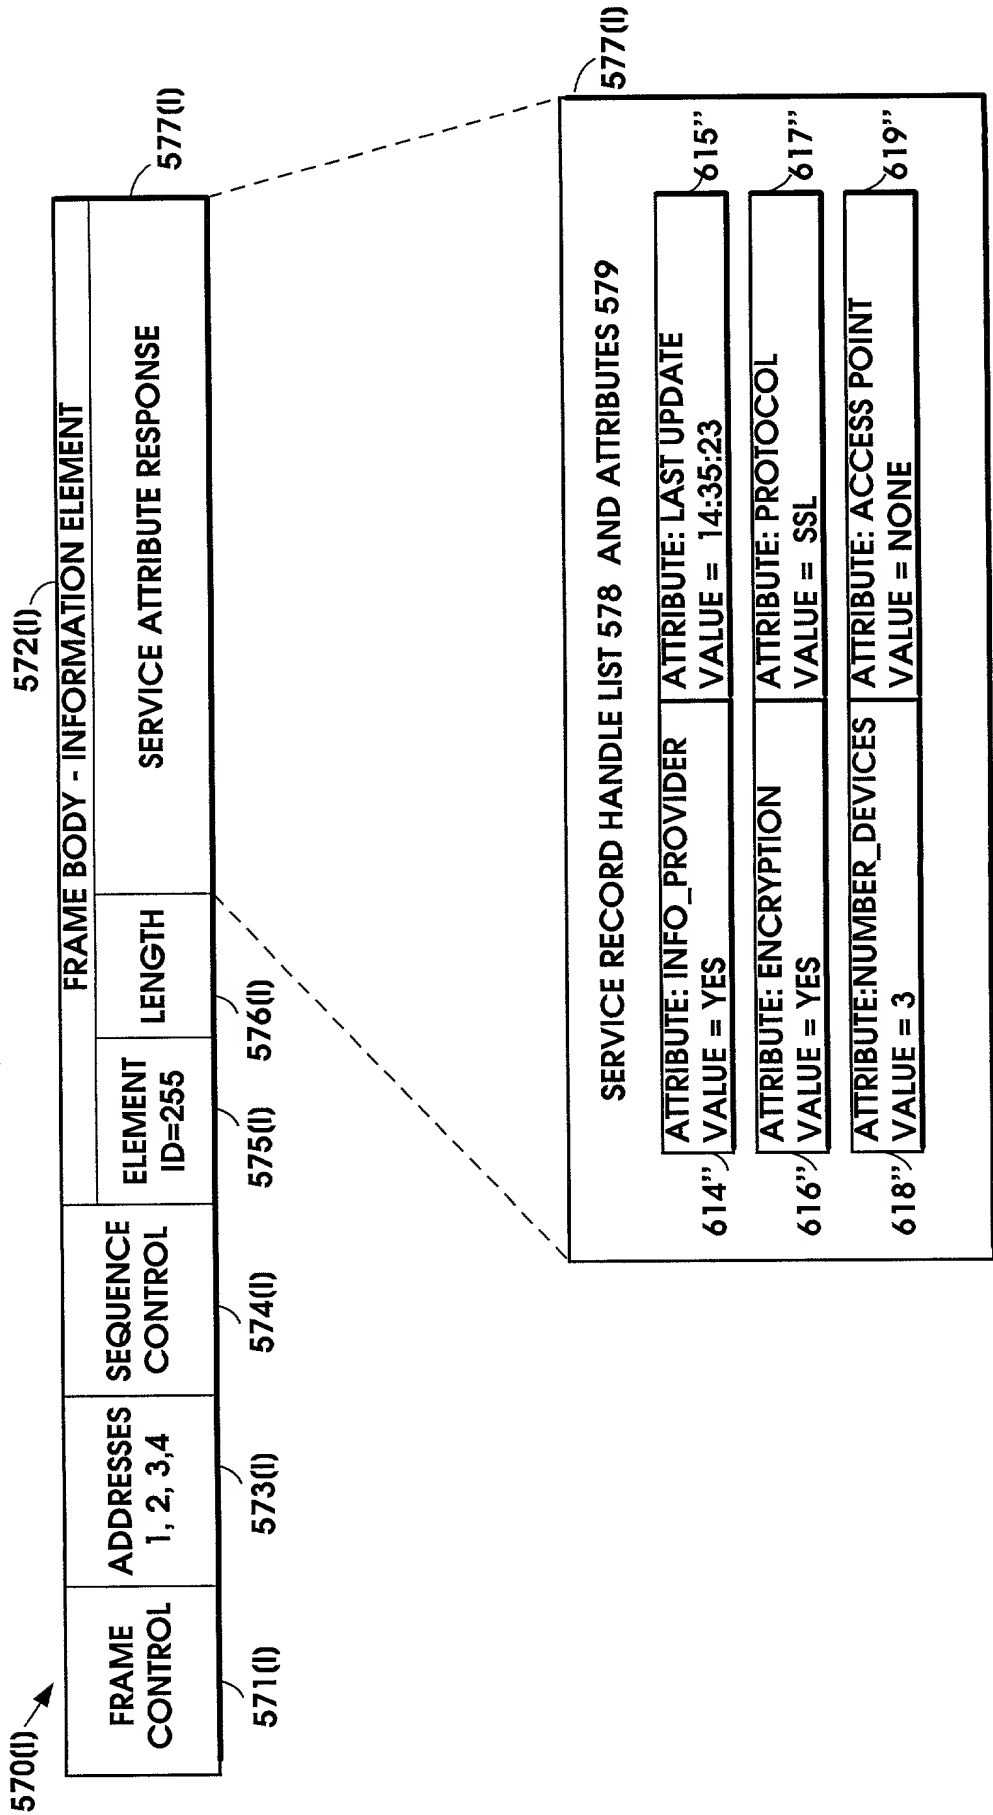 570(I)
572(I)
FRAME BODY - INFORMATION ELEMENT
FRAME
CONTROL
ADDRESSES
1, 2, 3,4
SEQUENCE
CONTROL
ELEMENT
ID=255
LENGTH
SERVICE ATTRIBUTE RESPONSE
571(I)
573(I)
574(I)
575(I)
576(I)
577(I)
577(I)
SERVICE RECORD HANDLE LIST 578 AND ATTRIBUTES 579
614”
ATTRIBUTE: INFO_PROVIDER
VALUE = YES
ATTRIBUTE: LAST UPDATE
VALUE = 14:35:23
615”
616”
ATTRIBUTE: ENCRYPTION
VALUE = YES
ATTRIBUTE: PROTOCOL
VALUE = SSL
617”
618”
ATTRIBUTE:NUMBER_DEVICES
VALUE = 3
ATTRIBUTE: ACCESS POINT
VALUE = NONE
619”